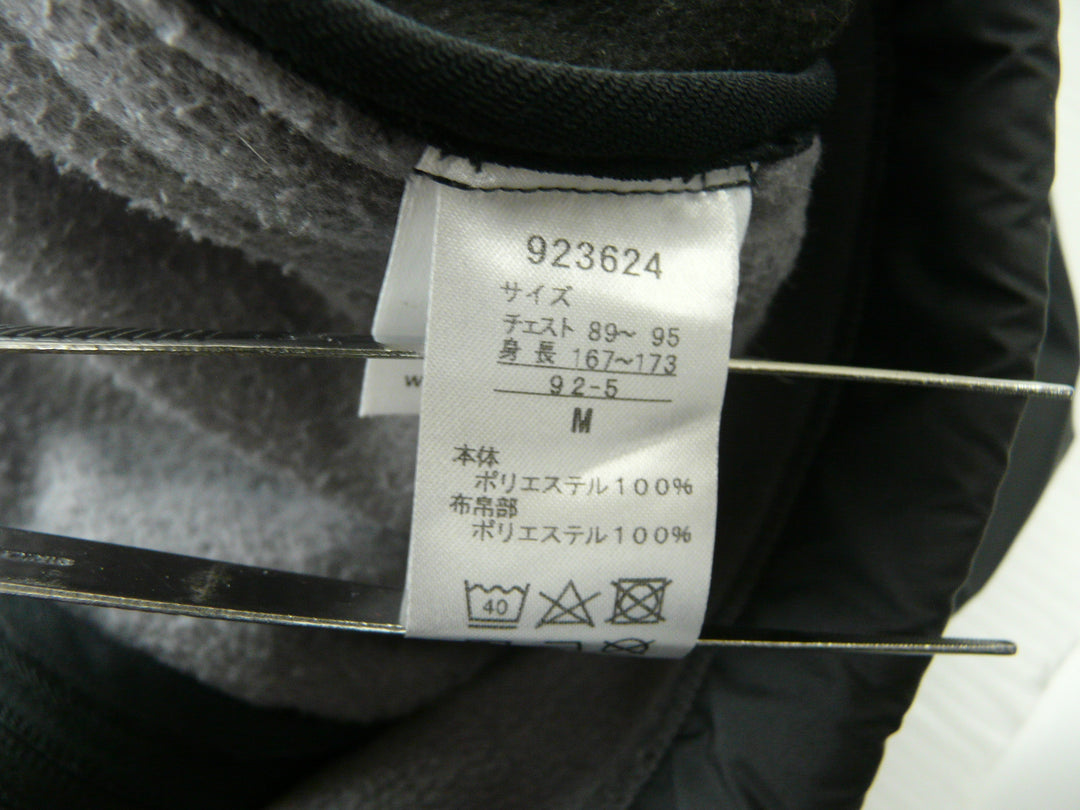 923624
サイズ
チェスト 89～ 95
身長 167～173
92-5
M
本体
ポリエステル100%
布帛部
ポリエステル100%
40